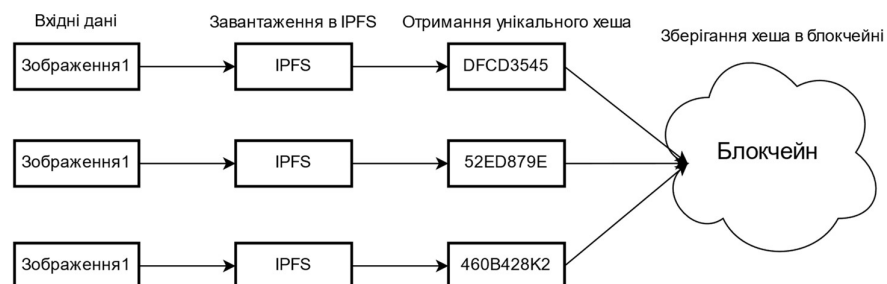 Вхідні дані
Завантаження в IPFS
Отримання унікального хеша
Зберігання хеша в блокчейні
Зображення1
IPFS
DFCD3545
Зображення1
IPFS
52ED879E
Блокчейн
Зображення1
IPFS
460B428K2